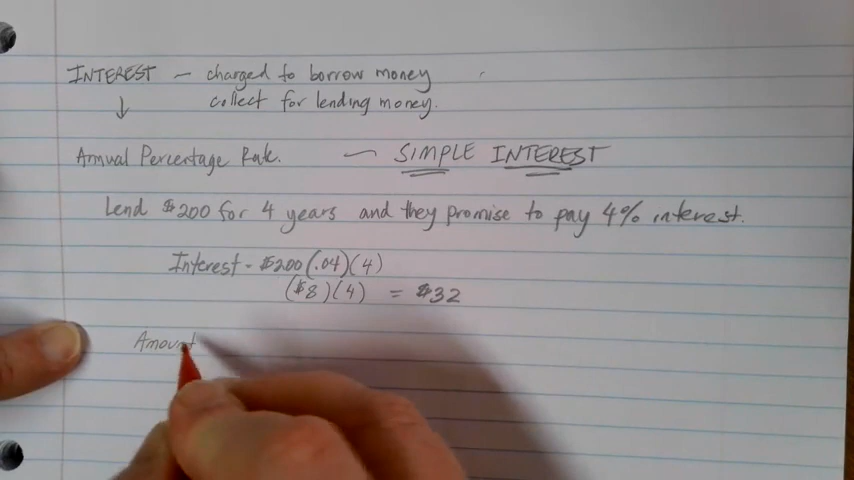 INTEREST — charged to borrow money
↓ collect for lending money.
Annual Percentage Rate. — SIMPLE INTEREST
Lend $200 for 4 years and they promise to pay 4% interest.
Interest = $200(.04)(4)
($8)(4) = $32
Amount